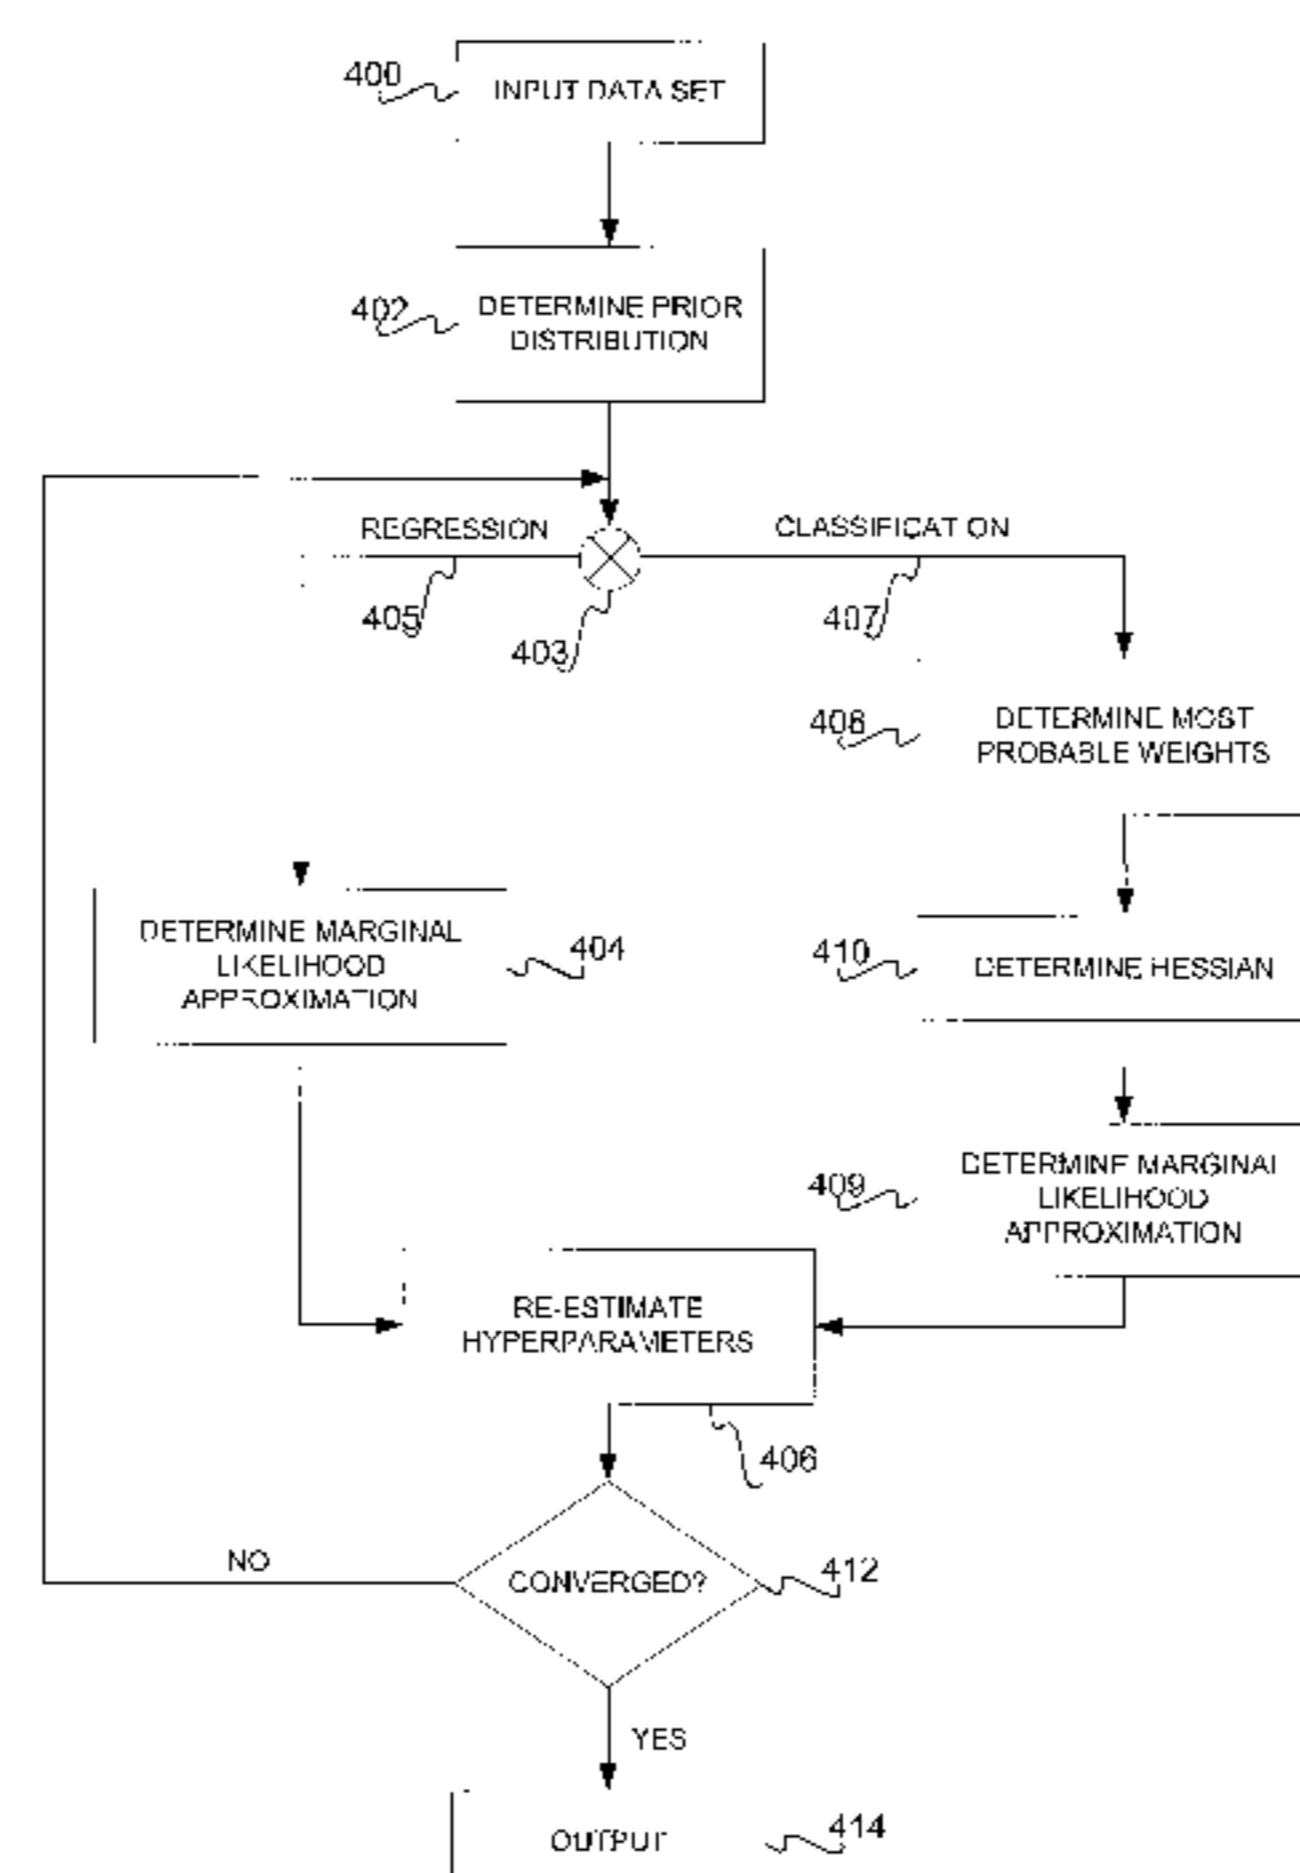 400
INPUT DATA SET
402
DETERMINE PRIOR
DISTRIBUTION
REGRESSION
CLASSIFICATION
405
403
407
408
DETERMINE MOST
PROBABLE WEIGHTS
DETERMINE MARGINAL
LIKELIHOOD
APPROXIMATION
404
410
DETERMINE HESSIAN
409
DETERMINE MARGINAL
LIKELIHOOD
APPROXIMATION
RE-ESTIMATE
HYPERPARAMETERS
406
NO
CONVERGED?
412
YES
OUTPUT
414